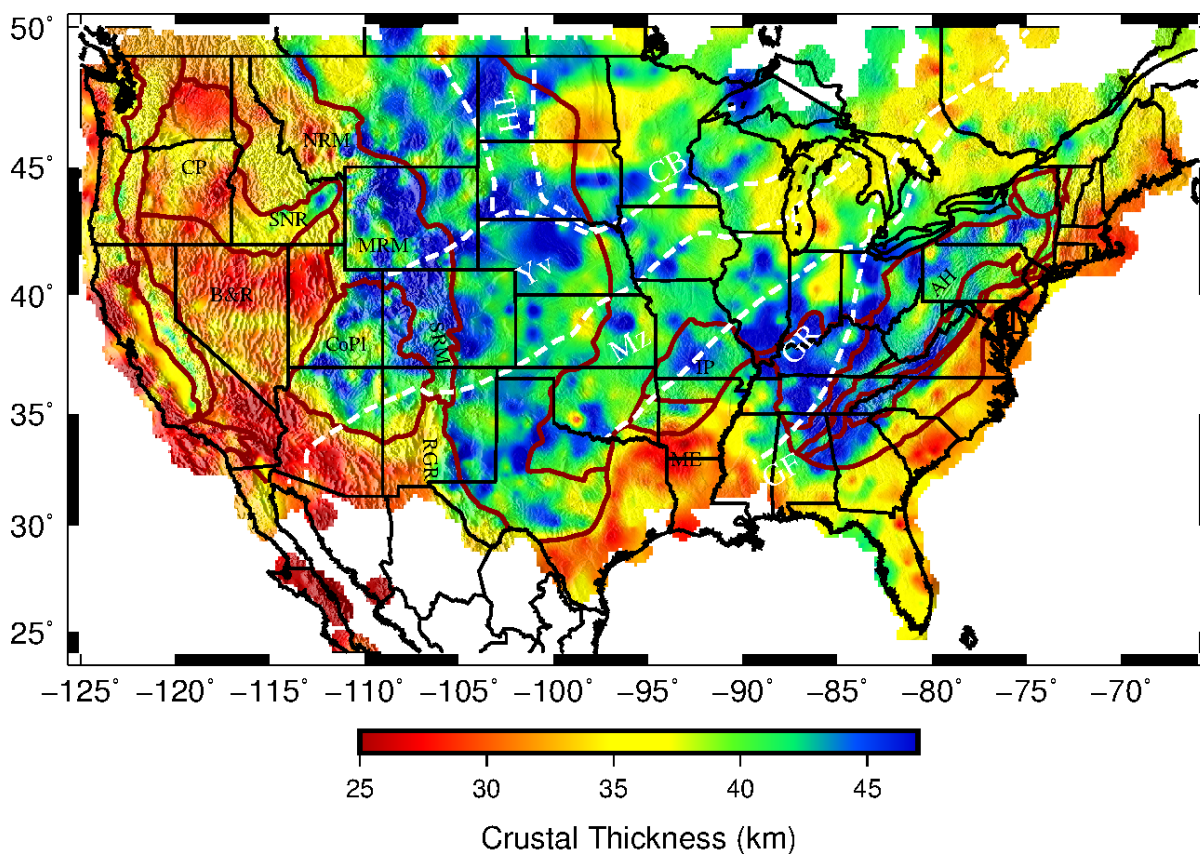 50°
45°
40°
35°
30°
25°
NRM
TH
CP
CB
SNR
MRM
Yv
AH
B&R
SRM
Mz
GR
CoPl
IP
RGR
ME
GF
−125° −120° −115° −110° −105° −100° −95° −90° −85° −80° −75° −70°
25 30 35 40 45
Crustal Thickness (km)